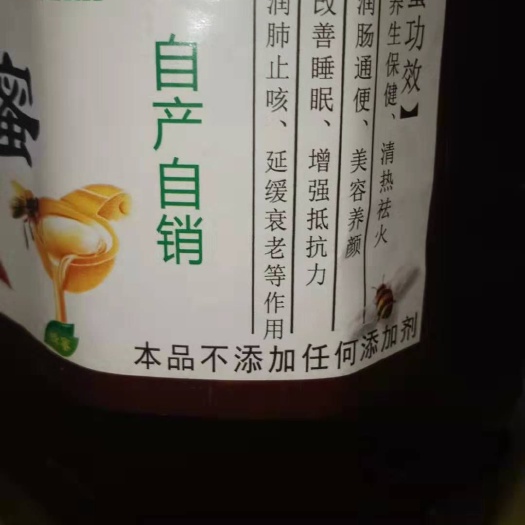 功效】
养生保健、清热祛火
润肠通便、美容养颜
改善睡眠、增强抵抗力
润肺止咳、延缓衰老等作用
自产自销
蜜
本品不添加任何添加剂